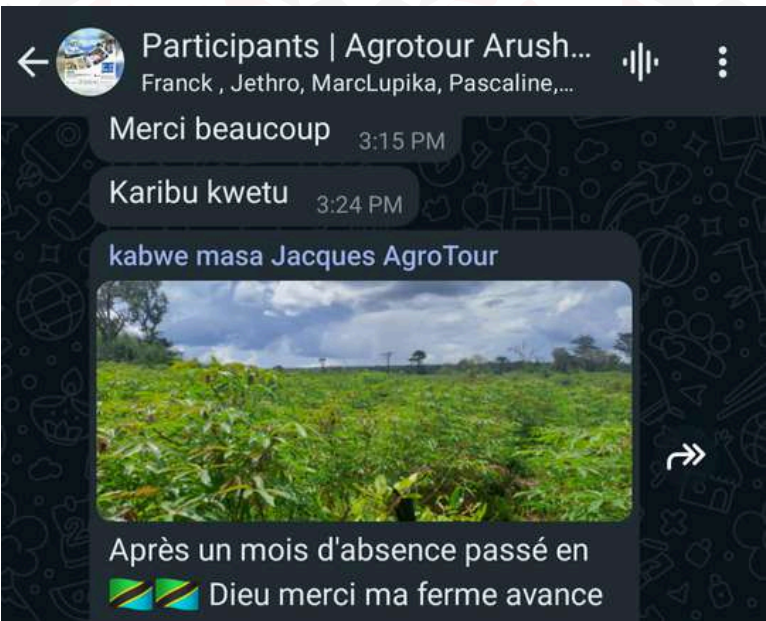 Participants | Agrotour Arush...
Franck , Jethro, MarcLupika, Pascaline,...
Merci beaucoup 3:15 PM
Karibu kwetu 3:24 PM
kabwe masa Jacques AgroTour
Après un mois d'absence passé en
🇹🇿🇹🇿 Dieu merci ma ferme avance